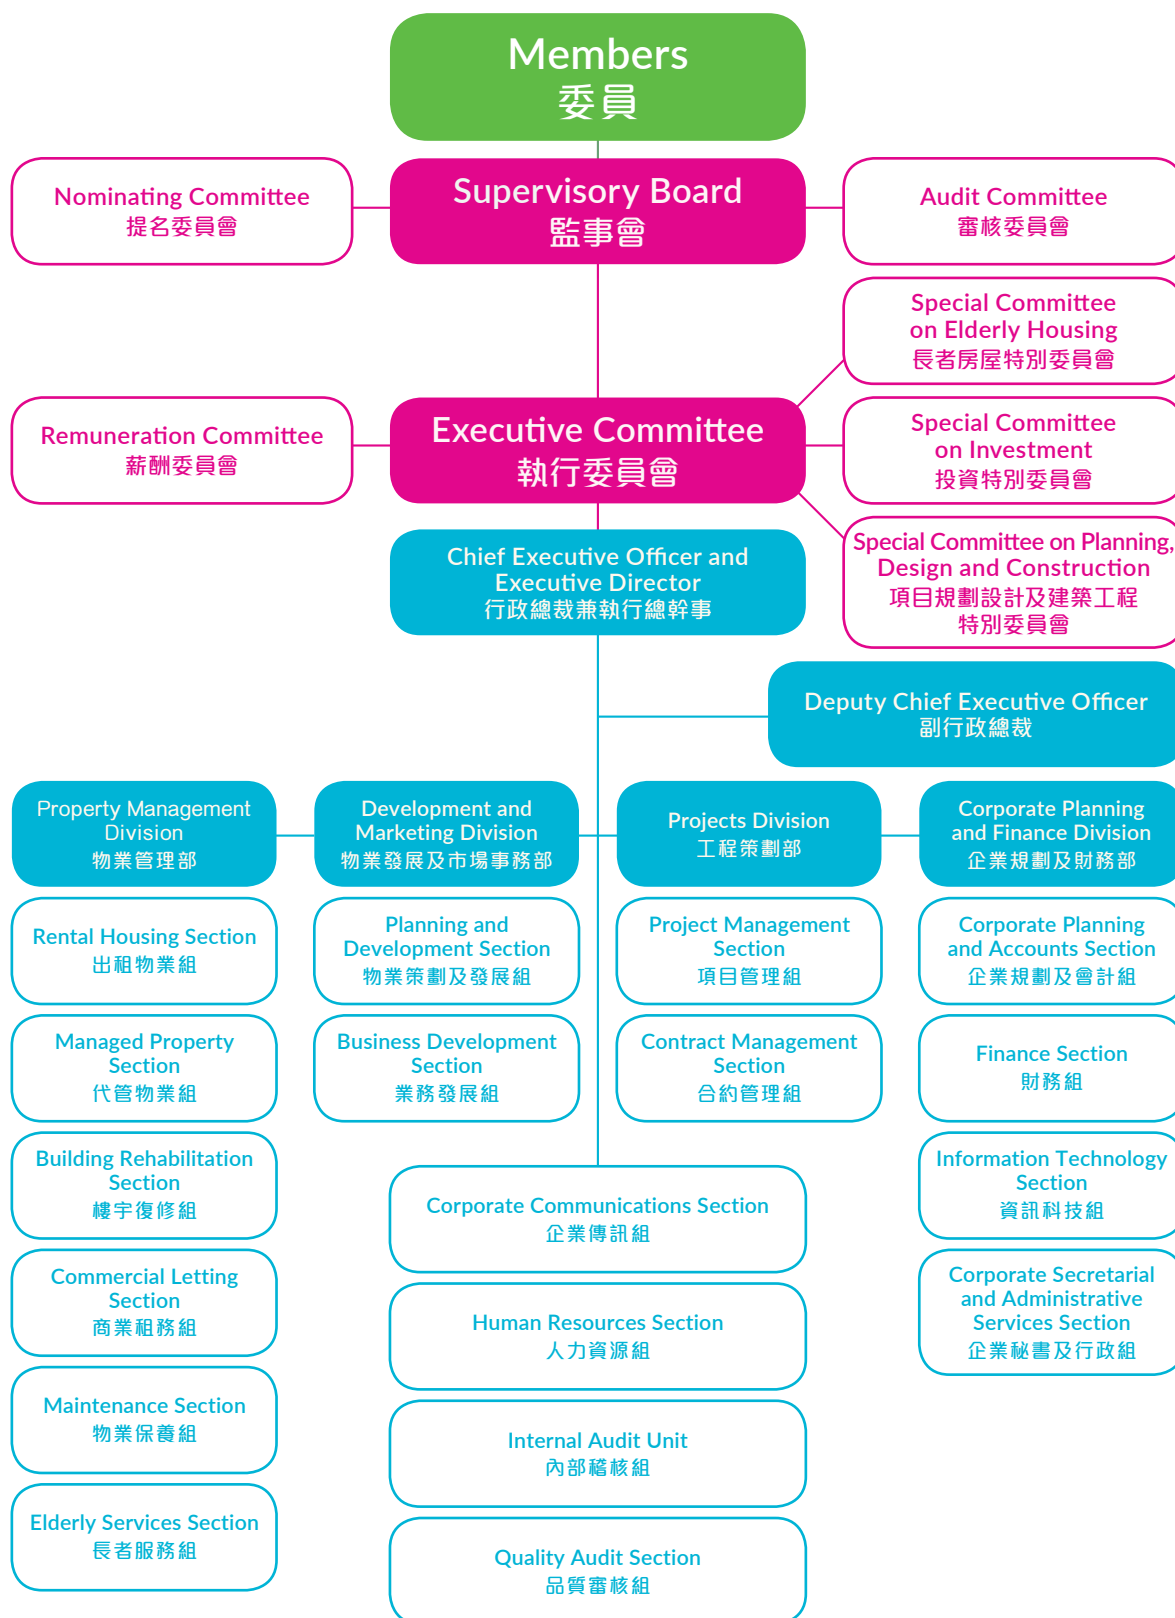 Members
委員
Nominating Committee
提名委員會
Supervisory Board
監事會
Audit Committee
審核委員會
Special Committee
on Elderly Housing
長者房屋特別委員會
Remuneration Committee
薪酬委員會
Executive Committee
執行委員會
Special Committee
on Investment
投資特別委員會
Special Committee on Planning,
Design and Construction
項目規劃設計及建築工程
特別委員會
Chief Executive Officer and
Executive Director
行政總裁兼執行總幹事
Deputy Chief Executive Officer
副行政總裁
Property Management
Division
物業管理部
Development and
Marketing Division
物業發展及市場事務部
Projects Division
工程策劃部
Corporate Planning
and Finance Division
企業規劃及財務部
Rental Housing Section
出租物業組
Managed Property
Section
代管物業組
Building Rehabilitation
Section
樓宇復修組
Commercial Letting
Section
商業租務組
Maintenance Section
物業保養組
Elderly Services Section
長者服務組
Planning and
Development Section
物業策劃及發展組
Business Development
Section
業務發展組
Project Management
Section
項目管理組
Contract Management
Section
合約管理組
Corporate Planning
and Accounts Section
企業規劃及會計組
Finance Section
財務組
Information Technology
Section
資訊科技組
Corporate Secretarial
and Administrative
Services Section
企業秘書及行政組
Corporate Communications Section
企業傳訊組
Human Resources Section
人力資源組
Internal Audit Unit
內部稽核組
Quality Audit Section
品質審核組